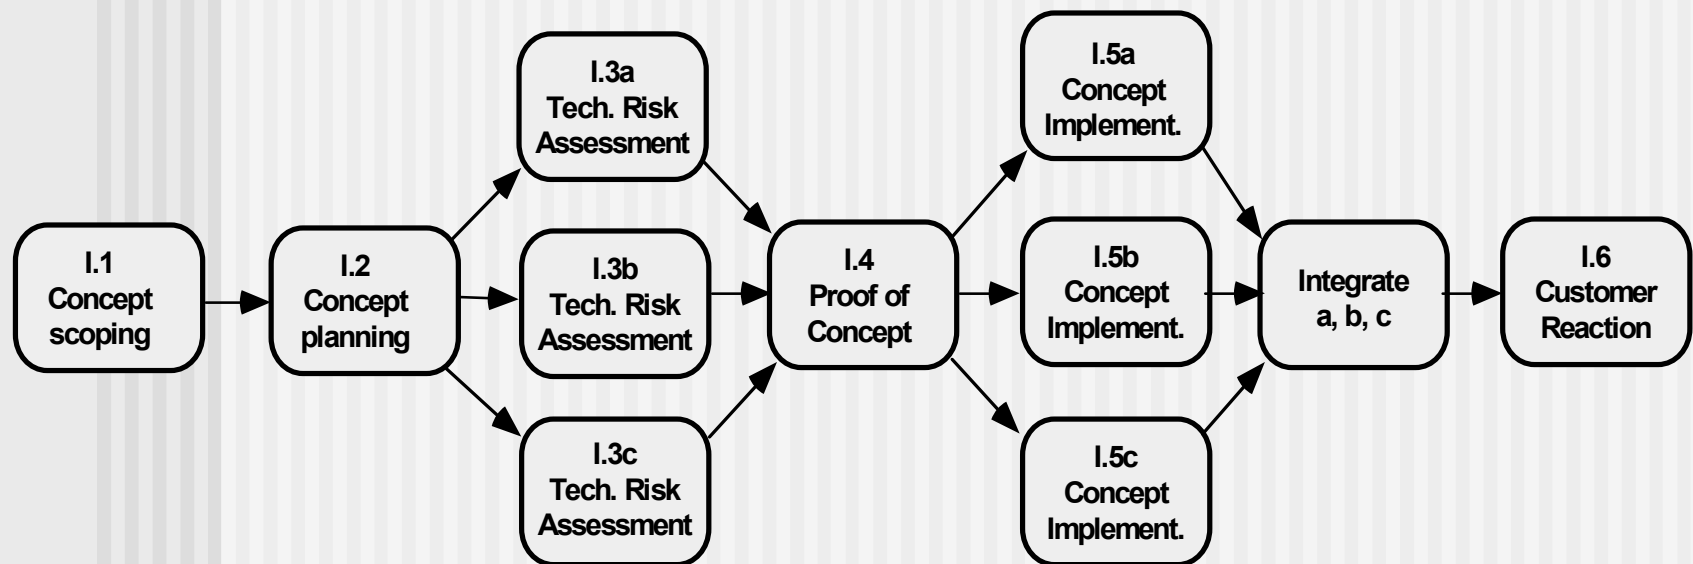 I.1
Concept
scoping
I.2
Concept
planning
I.3a
Tech. Risk
Assessment
I.3b
Tech. Risk
Assessment
I.3c
Tech. Risk
Assessment
I.4
Proof of
Concept
I.5a
Concept
Implement.
I.5b
Concept
Implement.
I.5c
Concept
Implement.
Integrate
a, b, c
I.6
Customer
Reaction